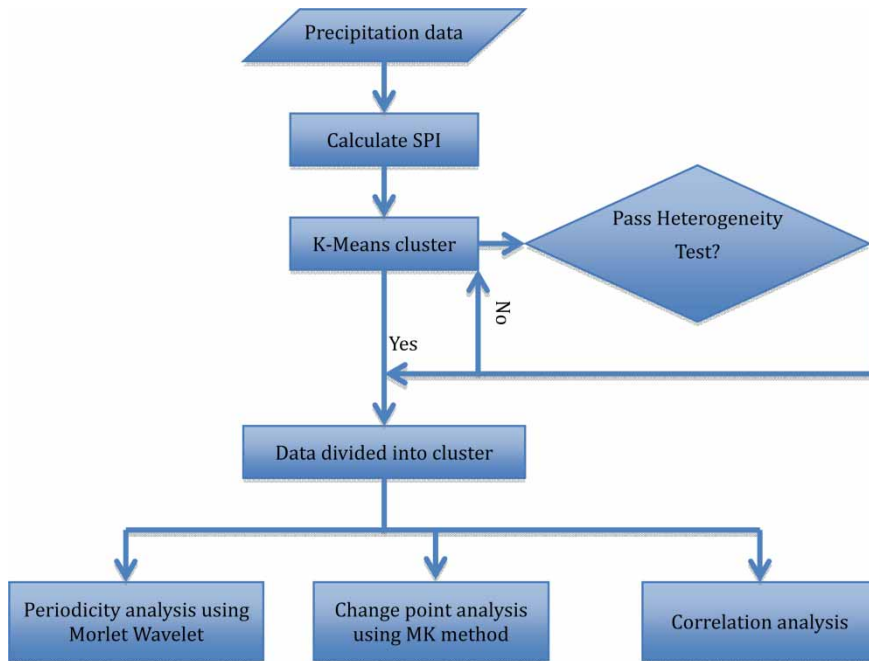 Precipitation data
Calculate SPI
K-Means cluster
Pass Heterogeneity
Test?
No
Yes
Data divided into cluster
Periodicity analysis using
Morlet Wavelet
Change point analysis
using MK method
Correlation analysis